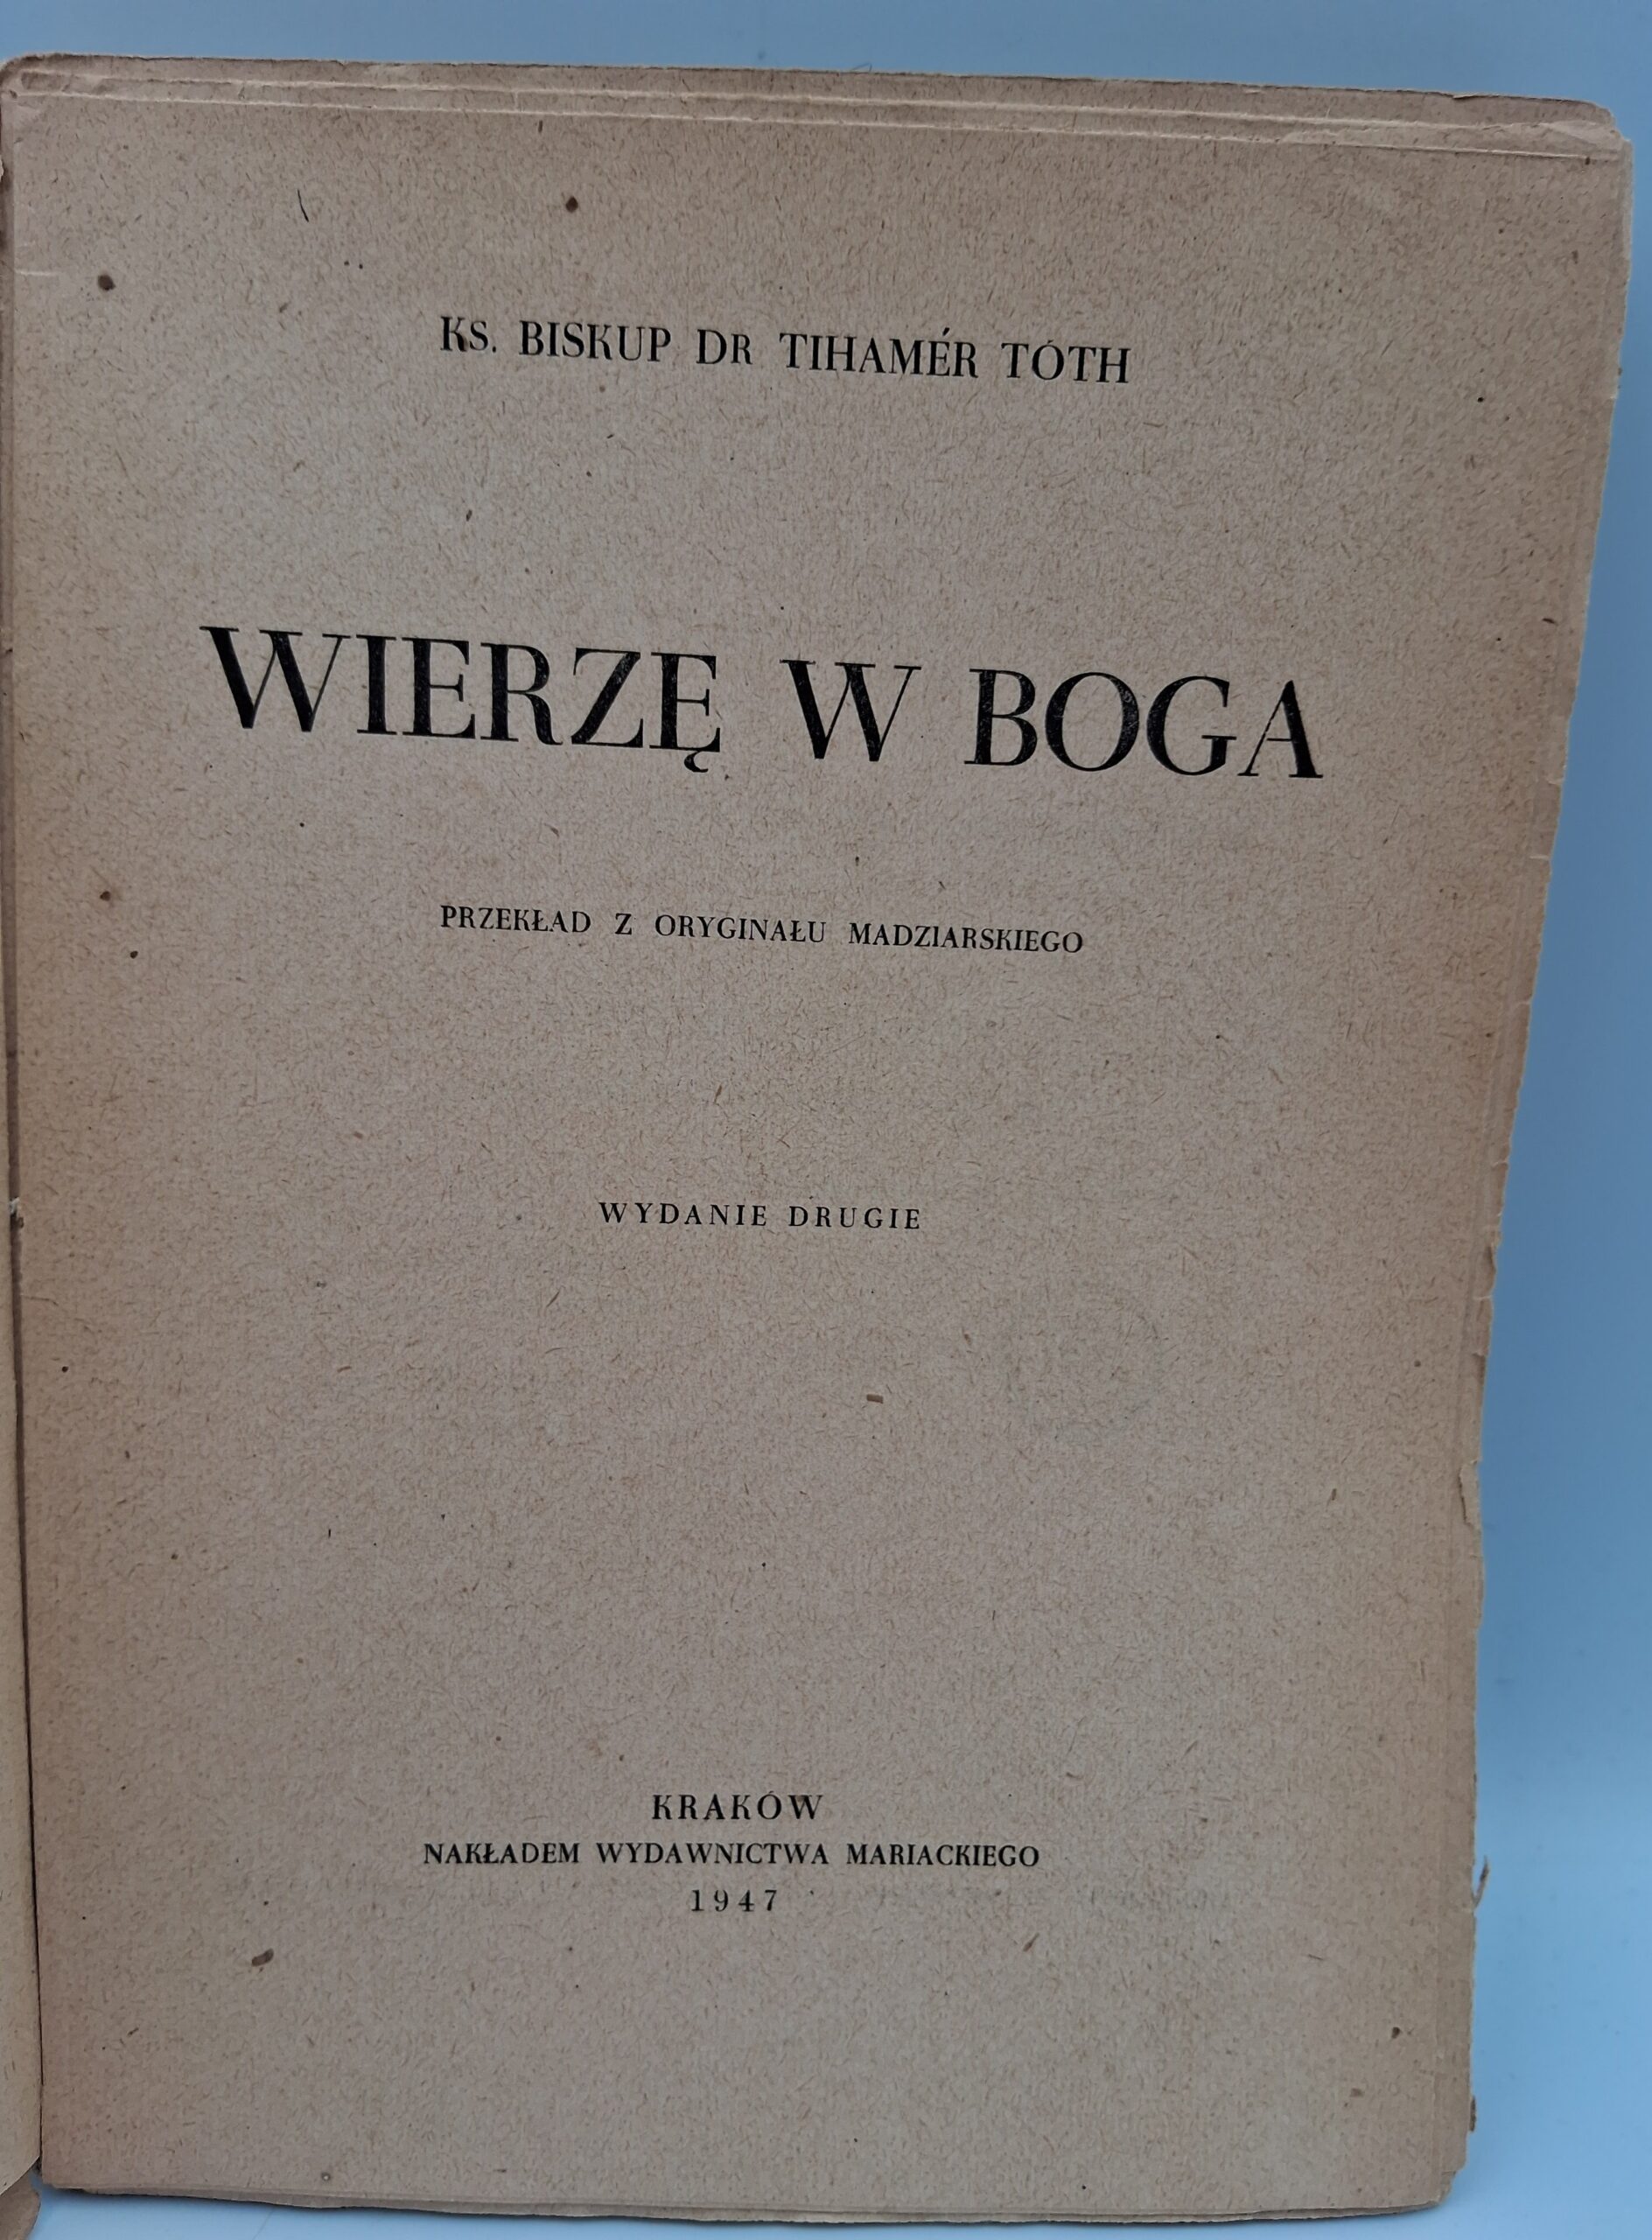 KS. BISKUP DR TIHAMÉR TÓTH
WIERZĘ W BOGA
PRZEKŁAD Z ORYGINAŁU MADZIARSKIEGO
WYDANIE DRUGIE
KRAKÓW
NAKŁADEM WYDAWNICTWA MARIACKIEGO
1947